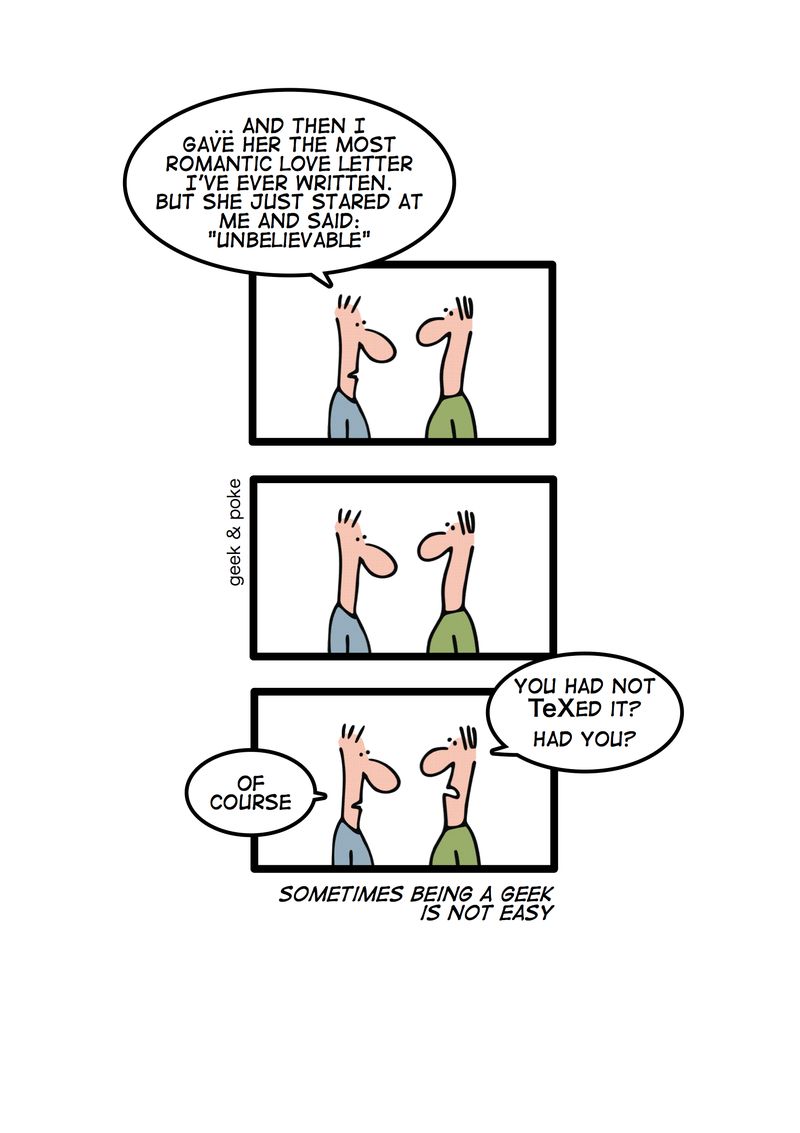 ... AND THEN I
GAVE HER THE MOST
ROMANTIC LOVE LETTER
I'VE EVER WRITTEN.
BUT SHE JUST STARED AT
ME AND SAID:
"UNBELIEVABLE"
geek & poke
YOU HAD NOT
TeXED IT?
HAD YOU?
OF
COURSE
SOMETIMES BEING A GEEK
IS NOT EASY